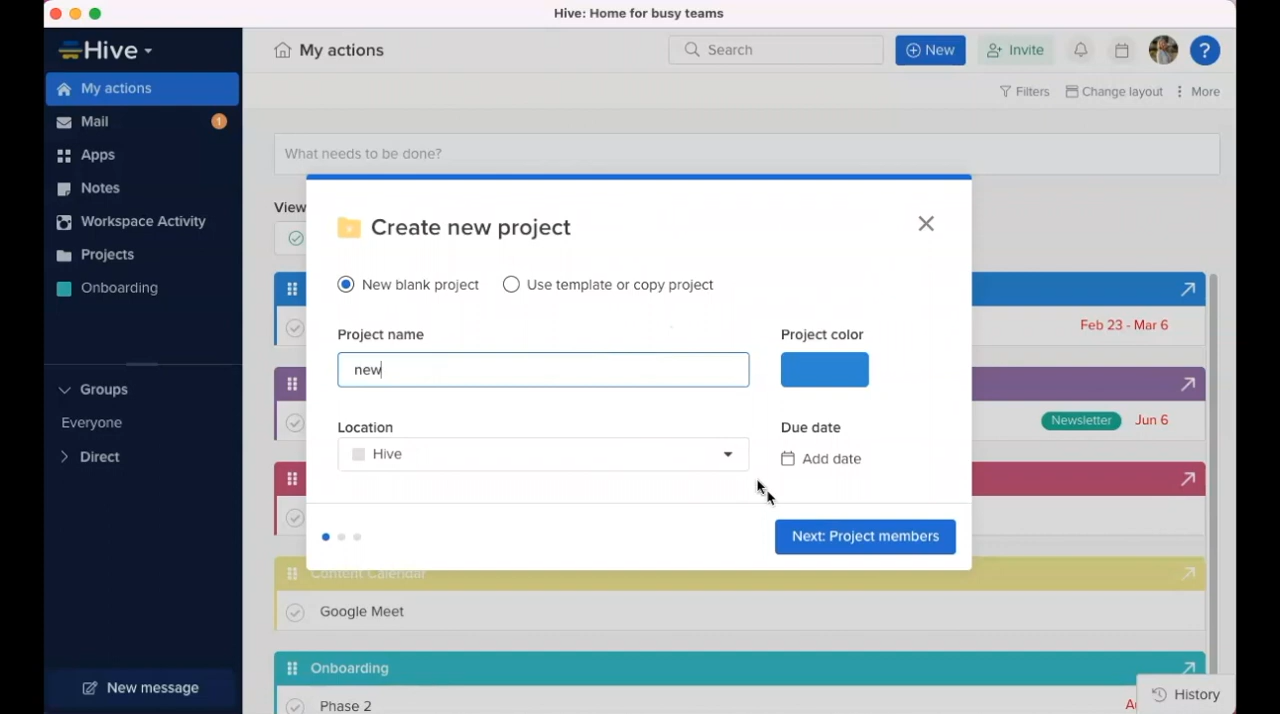 Hive: Home for busy teams
Hive
My actions
Search
New
Invite
?
My actions
Mail
1
Apps
Notes
Workspace Activity
Projects
Onboarding
Groups
Everyone
Direct
New message
Filters
Change layout
More
What needs to be done?
View
Create new project
New blank project
Use template or copy project
Project name
Project color
new
Location
Due date
Hive
Add date
Next: Project members
Feb 23 - Mar 6
Newsletter
Jun 6
Content Calendar
Google Meet
Onboarding
Phase 2
History